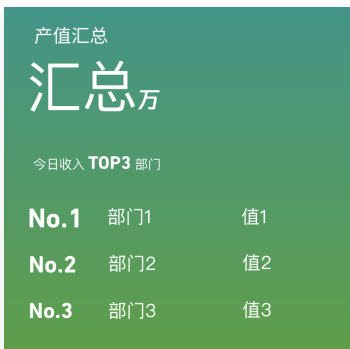 产值汇总
汇总万
今日收入 TOP3 部门
No.1 部门1 值1
No.2 部门2 值2
No.3 部门3 值3